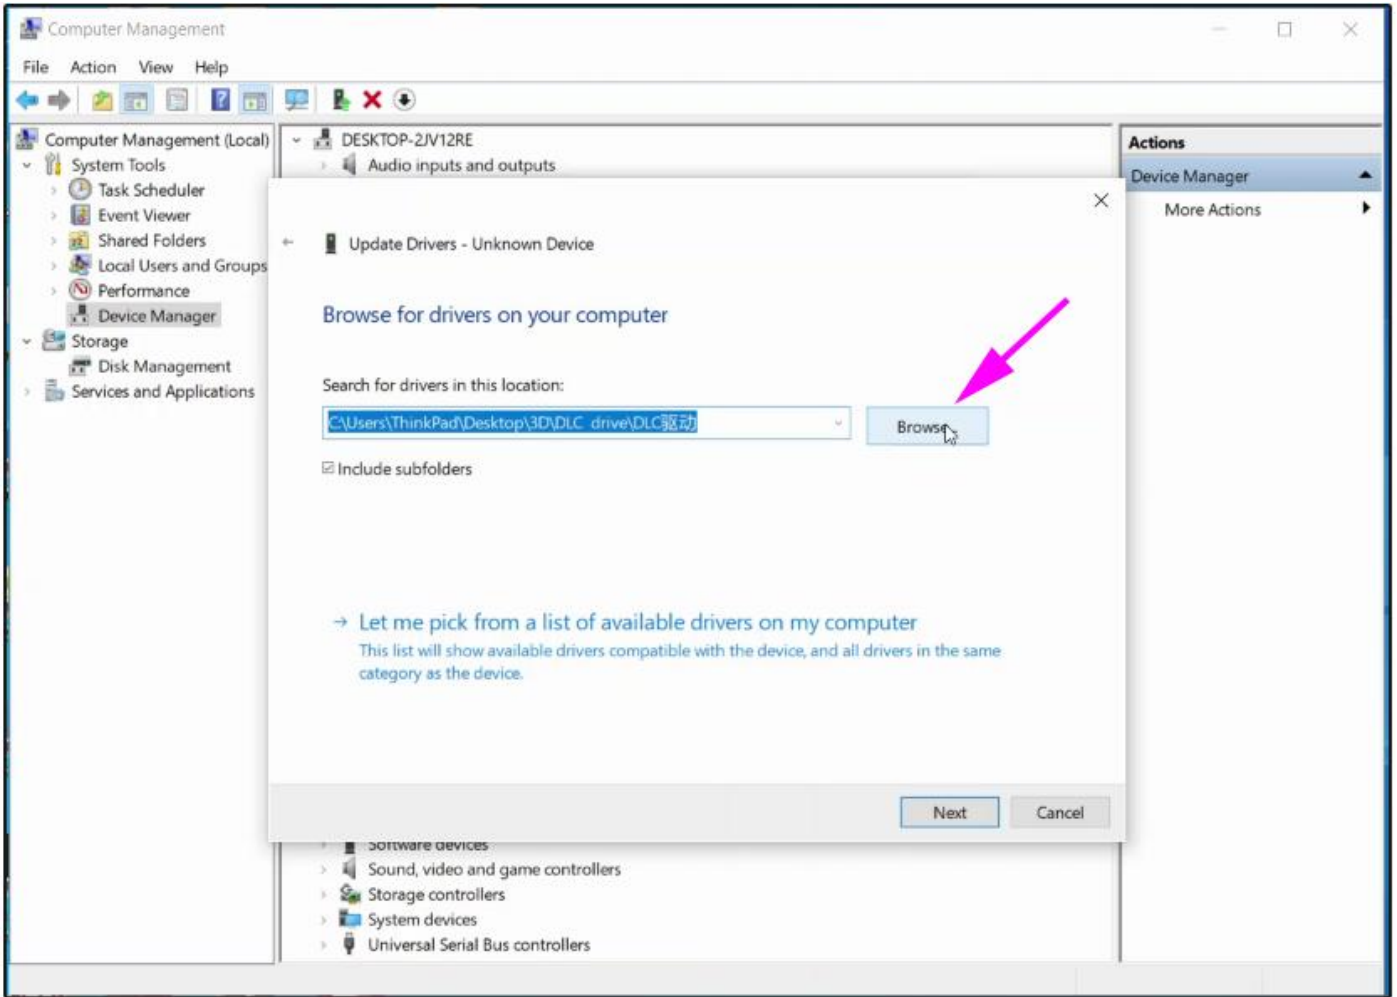 Computer Management
File Action View Help
Computer Management (Local)
System Tools
Task Scheduler
Event Viewer
Shared Folders
Local Users and Groups
Performance
Device Manager
Storage
Disk Management
Services and Applications
DESKTOP-2JV12RE
Audio inputs and outputs
Update Drivers - Unknown Device
Browse for drivers on your computer
Search for drivers in this location:
C:\Users\ThinkPad\Desktop\3D\DLC drive\DLC驱动
Browse...
Include subfolders
Let me pick from a list of available drivers on my computer
This list will show available drivers compatible with the device, and all drivers in the same
category as the device.
Next Cancel
Software devices
Sound, video and game controllers
Storage controllers
System devices
Universal Serial Bus controllers
Actions
Device Manager
More Actions